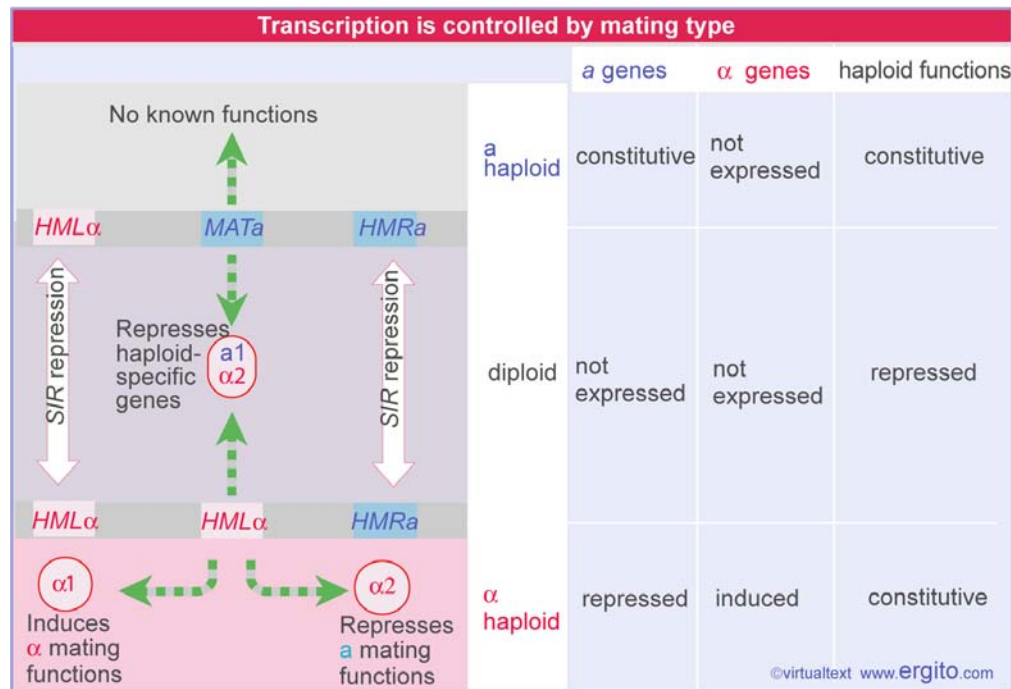 Transcription is controlled by mating type
a genes
α genes
haploid functions
No known functions
a
haploid
constitutive
not
expressed
constitutive
HMLα
MATa
HMRa
SIR repression
Represses
haploid-
specific
genes
a1
α2
SIR repression
diploid
not
expressed
not
expressed
repressed
HMLα
HMLα
HMRa
α1
Induces
α mating
functions
α2
Represses
a mating
functions
α
haploid
repressed
induced
constitutive
©virtualtext www.ergito.com